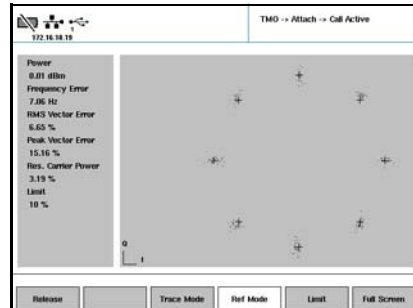 1
172.16.18.19
TMO -> Attach -> Call Active
Power
0.01 dBm
Frequency Error
7.06 Hz
RMS Vector Error
6.65 %
Peak Vector Error
15.16 %
Res. Carrier Power
3.19 %
Limit
10 %
Q
I
Release
Trace Mode
Ref Mode
Limit
Full Screen